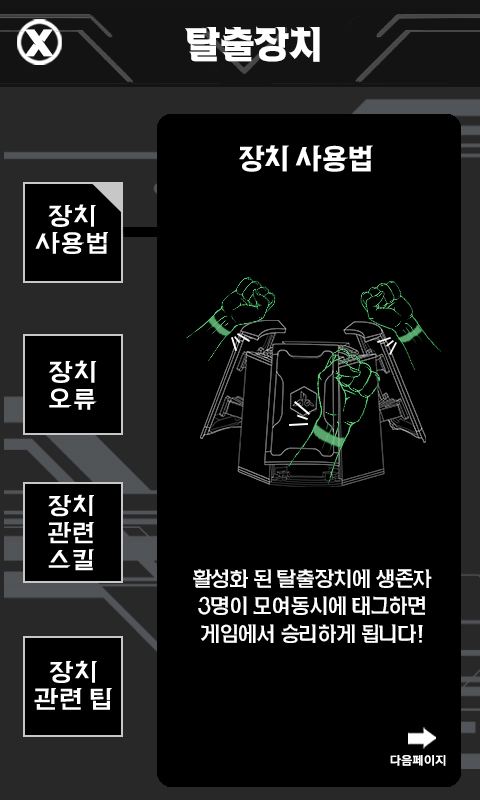 X
탈출장치
장치
사용법
장치
오류
장치
관련
스킬
장치
관련 팁
장치 사용법
활성화 된 탈출장치에 생존자
3명이 모여동시에 태그하면
게임에서 승리하게 됩니다!
다음페이지